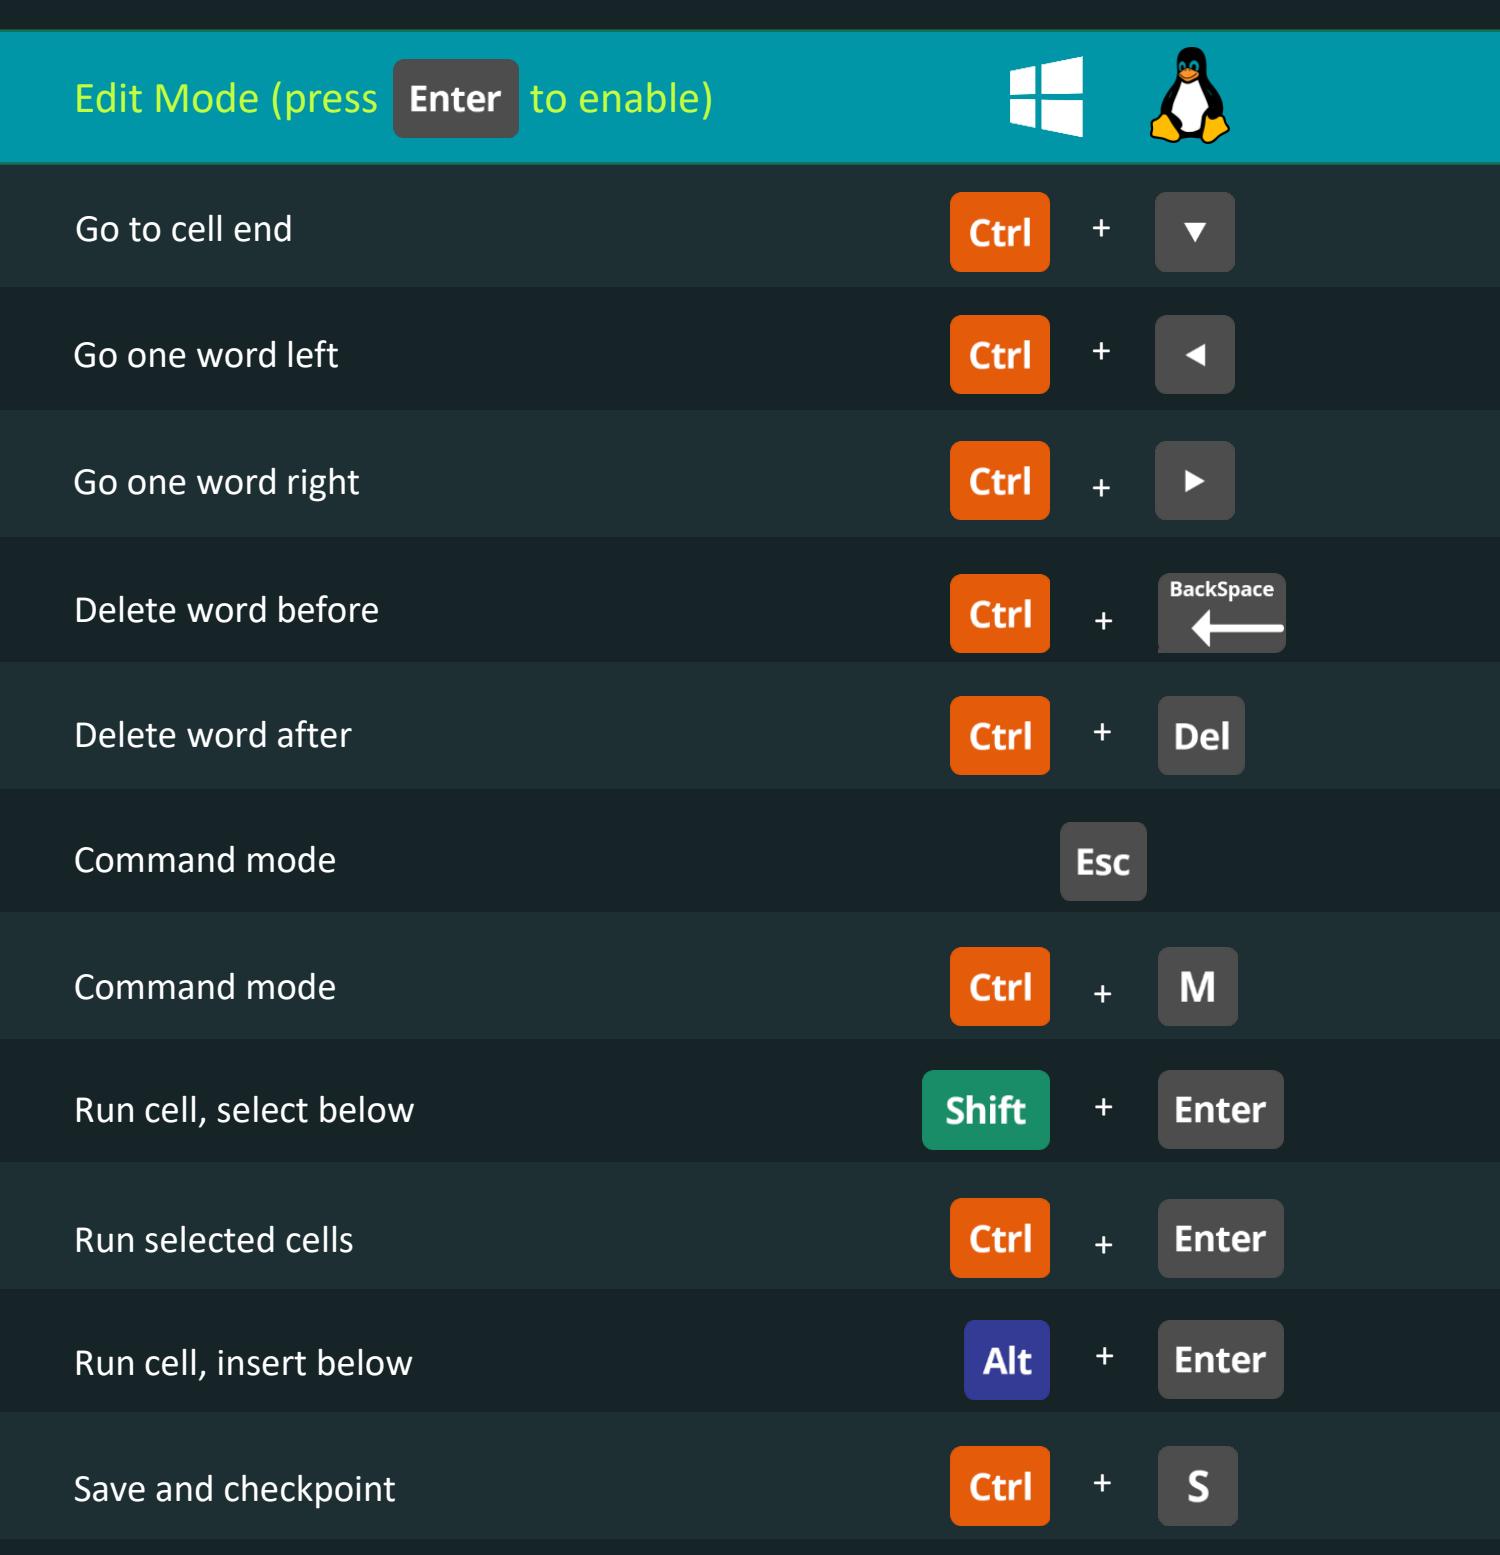 Edit Mode (press Enter to enable)
Go to cell end Ctrl + ▼
Go one word left Ctrl + ◀
Go one word right Ctrl + ▶
Delete word before Ctrl + BackSpace
Delete word after Ctrl + Del
Command mode Esc
Command mode Ctrl + M
Run cell, select below Shift + Enter
Run selected cells Ctrl + Enter
Run cell, insert below Alt + Enter
Save and checkpoint Ctrl + S